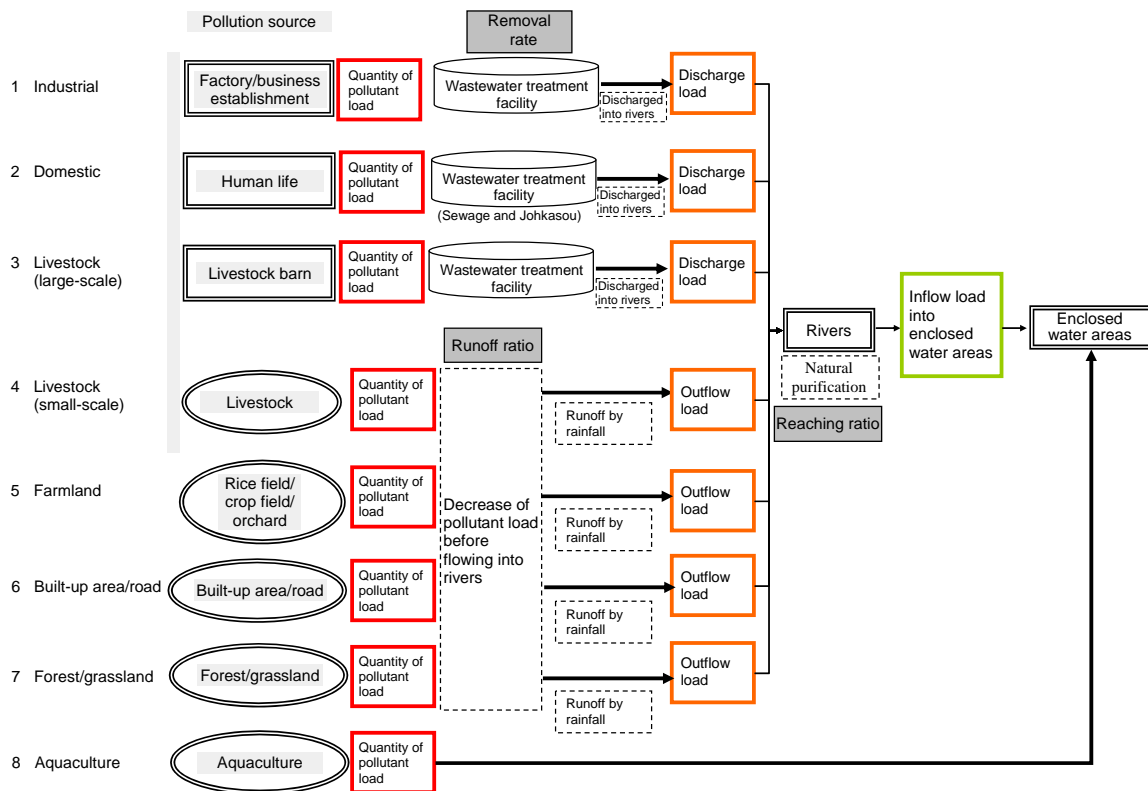 Pollution source
Removal
rate
1 Industrial
Factory/business
establishment
Quantity of
pollutant
load
Wastewater treatment
facility
Discharged
into rivers
Discharge
load
2 Domestic
Human life
Quantity of
pollutant
load
Wastewater treatment
facility
(Sewage and Johkasou)
Discharged
into rivers
Discharge
load
3 Livestock
(large-scale)
Livestock barn
Quantity of
pollutant
load
Wastewater treatment
facility
Discharged
into rivers
Discharge
load
Rivers
Natural
purification
Reaching ratio
Inflow load
into
enclosed
water areas
Enclosed
water areas
Runoff ratio
4 Livestock
(small-scale)
Livestock
Quantity of
pollutant
load
Runoff by
rainfall
Outflow
load
5 Farmland
Rice field/
crop field/
orchard
Quantity of
pollutant
load
Decrease of
pollutant load
before
flowing into
rivers
Runoff by
rainfall
Outflow
load
6 Built-up area/road
Built-up area/road
Quantity of
pollutant
load
Runoff by
rainfall
Outflow
load
7 Forest/grassland
Forest/grassland
Quantity of
pollutant
load
Runoff by
rainfall
Outflow
load
8 Aquaculture
Aquaculture
Quantity of
pollutant
load